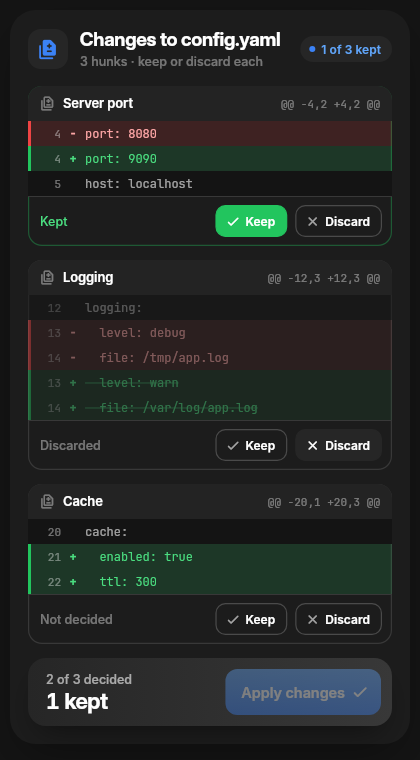 Changes to config.yaml
3 hunks · keep or discard each
1 of 3 kept
Server port
@@ -4,2 +4,2 @@
4 - port: 8080
4 + port: 9090
5 host: localhost
Kept
Keep
Discard
Logging
@@ -12,3 +12,3 @@
12 logging:
13 - level: debug
14 - file: /tmp/app.log
13 + level: warn
14 + file: /var/log/app.log
Discarded
Keep
Discard
Cache
@@ -20,1 +20,3 @@
20 cache:
21 + enabled: true
22 + ttl: 300
Not decided
Keep
Discard
2 of 3 decided
1 kept
Apply changes